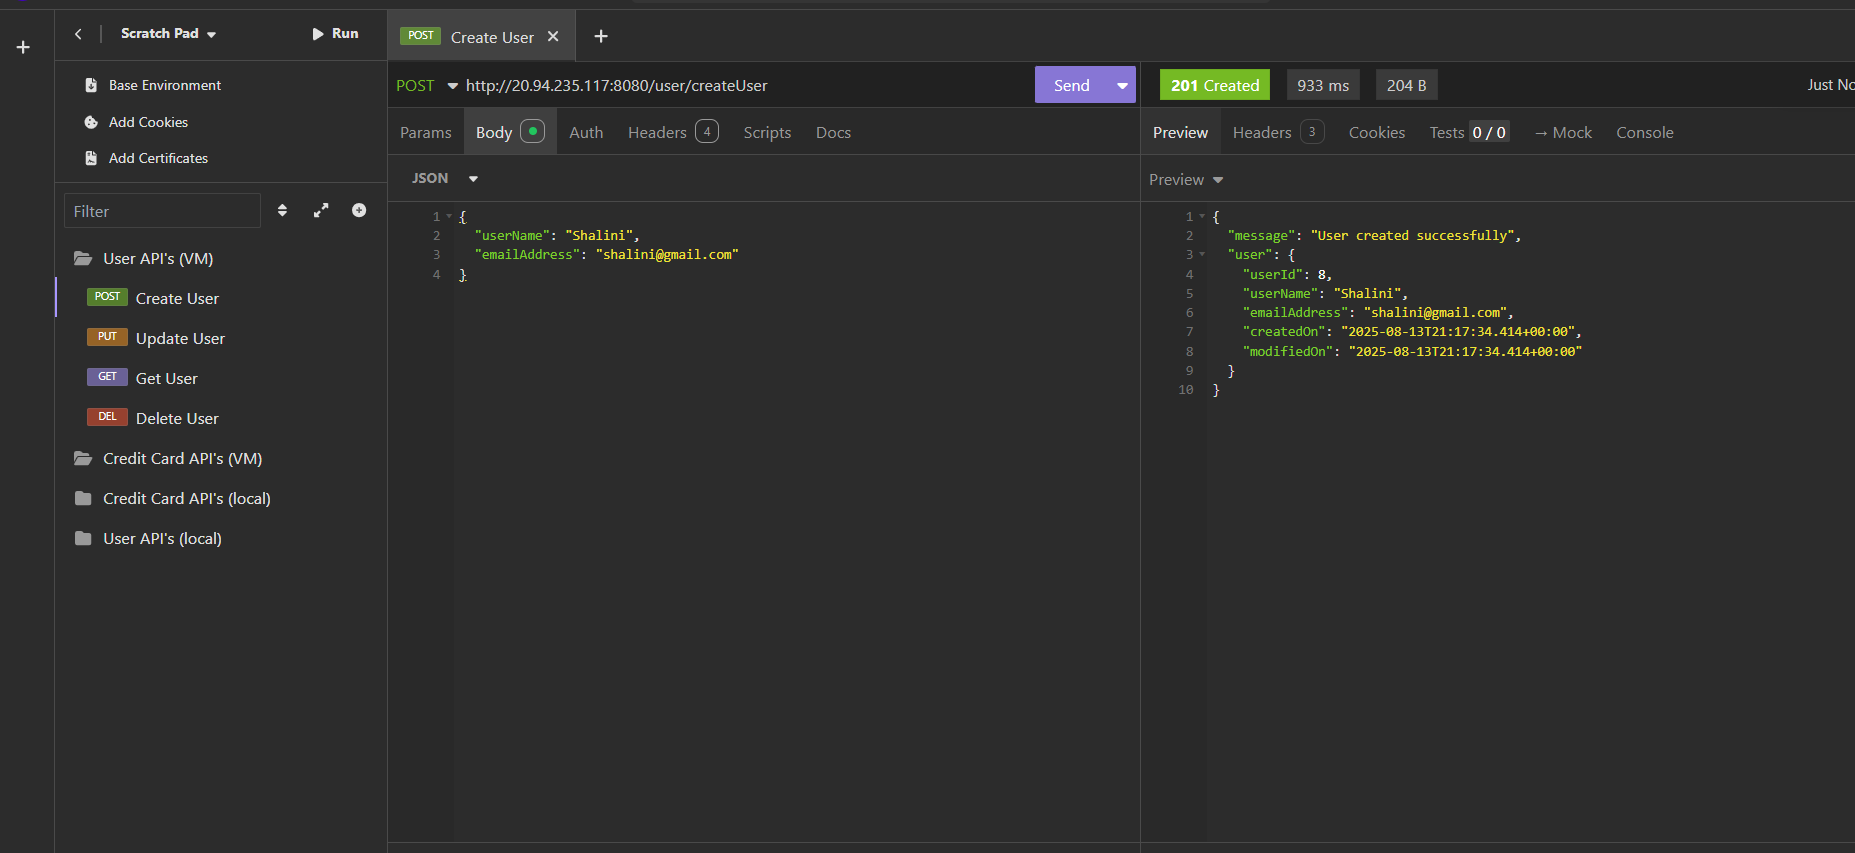 Scratch Pad
Run
Base Environment
Add Cookies
Add Certificates
Filter
User API's (VM)
POST Create User
PUT Update User
GET Get User
DEL Delete User
Credit Card API's (VM)
Credit Card API's (local)
User API's (local)
POST Create User
POST http://20.94.235.117:8080/user/createUser
Send
Params Body Auth Headers 4 Scripts Docs
JSON
1 {
2 "userName": "Shalini",
3 "emailAddress": "shalini@gmail.com"
4 }
201 Created 933 ms 204 B
Just No
Preview Headers 3 Cookies Tests 0 / 0 → Mock Console
Preview
1 {
2 "message": "User created successfully",
3 "user": {
4 "userId": 8,
5 "userName": "Shalini",
6 "emailAddress": "shalini@gmail.com",
7 "createdOn": "2025-08-13T21:17:34.414+00:00",
8 "modifiedOn": "2025-08-13T21:17:34.414+00:00"
9 }
10 }